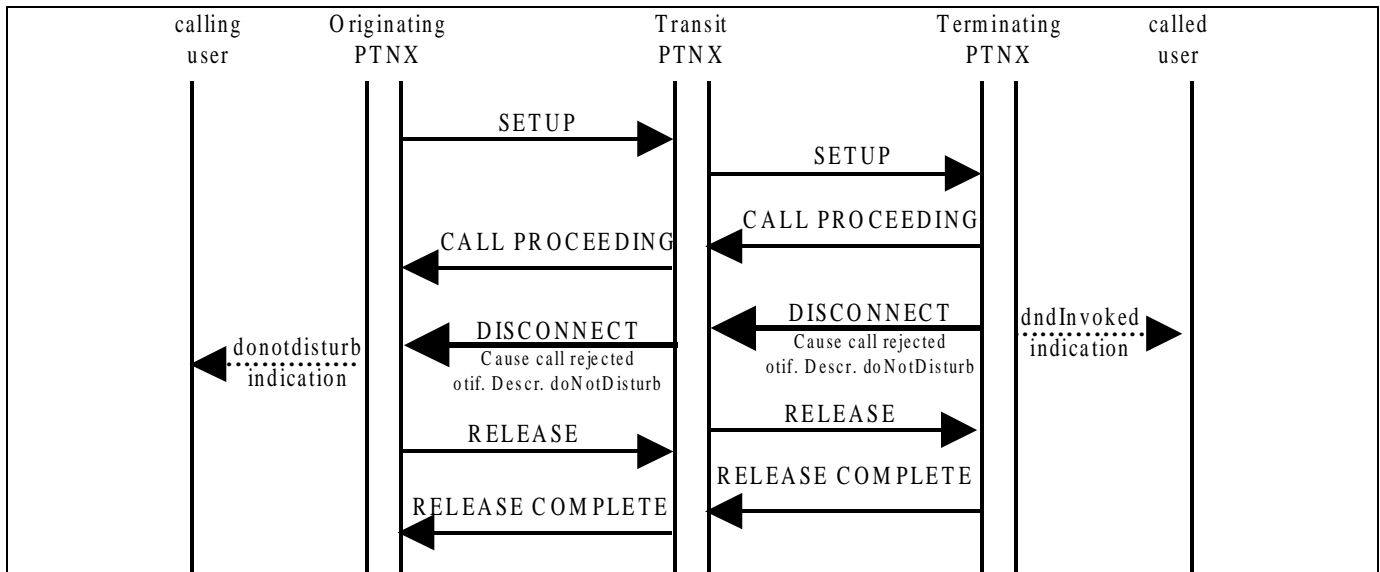 calling Originating Transit Terminating called
user PTNX PTNX PTNX user
SETUP
SETUP
CALL PROCEEDING
CALL PROCEEDING
DISCONNECT
Cause call rejected
otif. Descr. doNotDisturb
dndInvoked
indication
DISCONNECT
Cause call rejected
otif. Descr. doNotDisturb
donotdisturb
indication
RELEASE
RELEASE
RELEASE COMPLETE
RELEASE COMPLETE